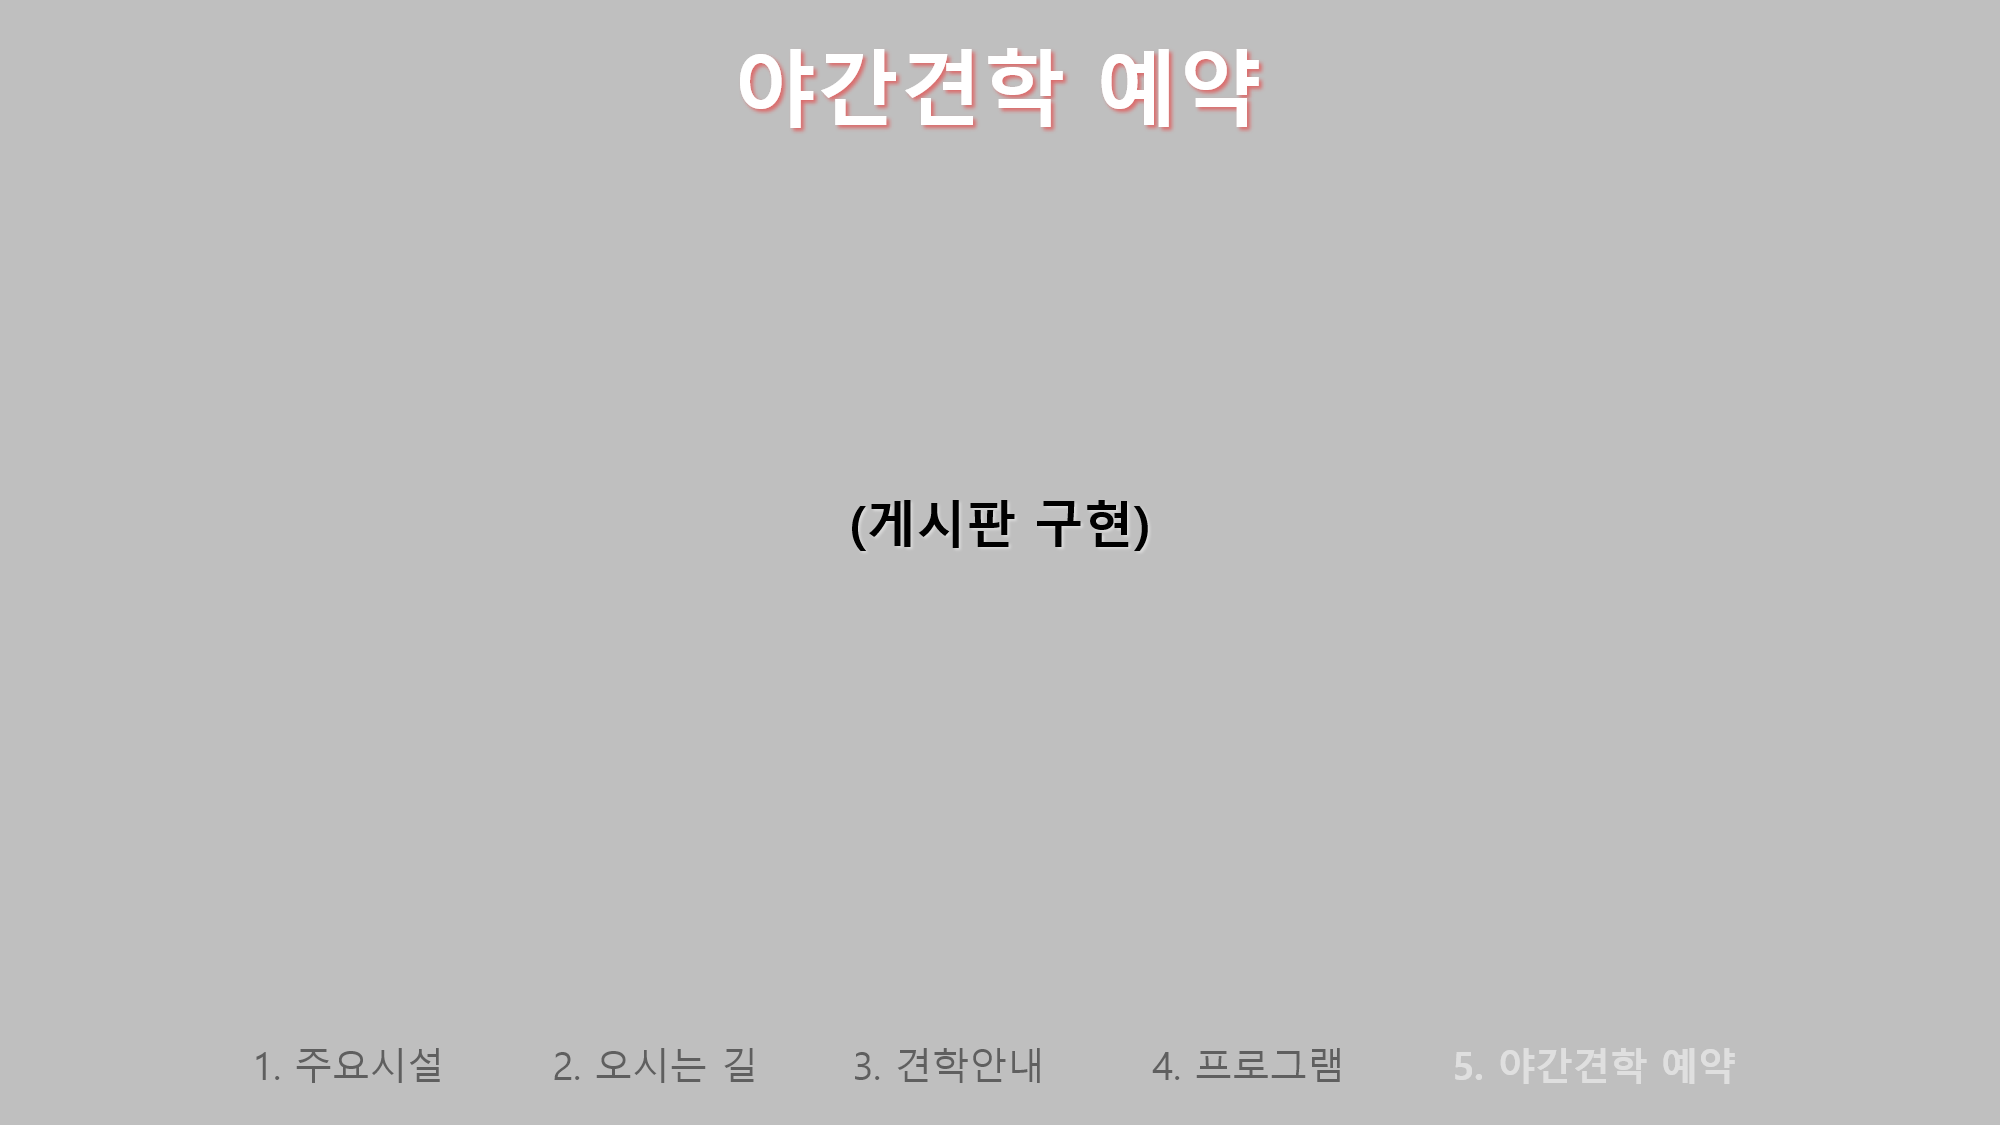 야간견학 예약
(게시판 구현)
1. 주요시설 2. 오시는 길 3. 견학안내 4. 프로그램 5. 야간견학 예약